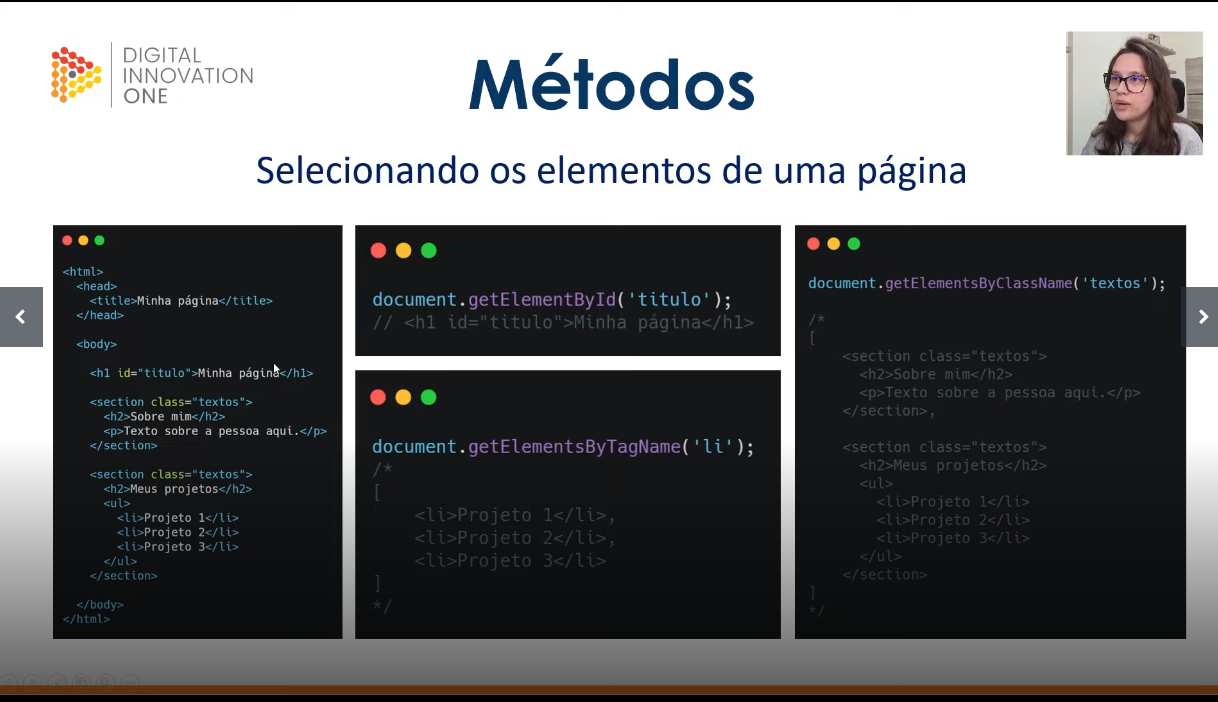 DIGITAL
INNOVATION
ONE
Métodos
Selecionando os elementos de uma página
<html>
<head>
<title>Minha página</title>
</head>
<body>
<h1 id="titulo">Minha página</h1>
<section class="textos">
<h2>Sobre mim</h2>
<p>Texto sobre a pessoa aqui.</p>
</section>
<section class="textos">
<h2>Meus projetos</h2>
<ul>
<li>Projeto 1</li>
<li>Projeto 2</li>
<li>Projeto 3</li>
</ul>
</section>
</body>
</html>
document.getElementById('titulo');
// <h1 id="titulo">Minha página</h1>
document.getElementsByTagName('li');
/*
[
<li>Projeto 1</li>,
<li>Projeto 2</li>,
<li>Projeto 3</li>
]
*/
document.getElementsByClassName('textos');
/*
[
<section class="textos">
<h2>Sobre mim</h2>
<p>Texto sobre a pessoa aqui.</p>
</section>,
<section class="textos">
<h2>Meus projetos</h2>
<ul>
<li>Projeto 1</li>
<li>Projeto 2</li>
<li>Projeto 3</li>
</ul>
</section>
]
*/